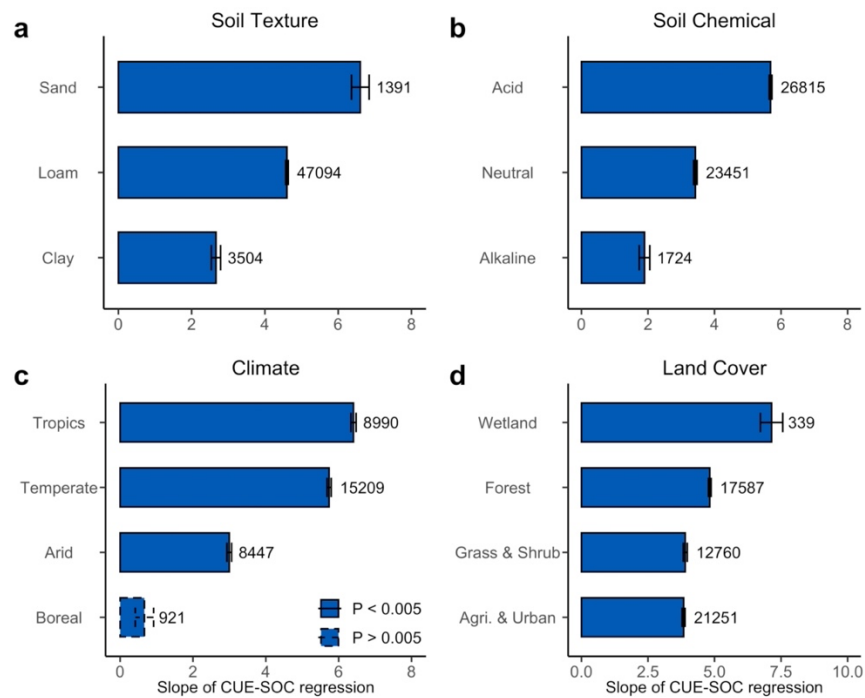 a
Soil Texture
Sand
1391
Loam
47094
Clay
3504
0 2 4 6 8
b
Soil Chemical
Acid
26815
Neutral
23451
Alkaline
1724
0 2 4 6 8
c
Climate
Tropics
8990
Temperate
15209
Arid
8447
Boreal
921
P < 0.005
P > 0.005
0 2 4 6 8
Slope of CUE-SOC regression
d
Land Cover
Wetland
339
Forest
17587
Grass & Shrub
12760
Agri. & Urban
21251
0.0 2.5 5.0 7.5 10.0
Slope of CUE-SOC regression